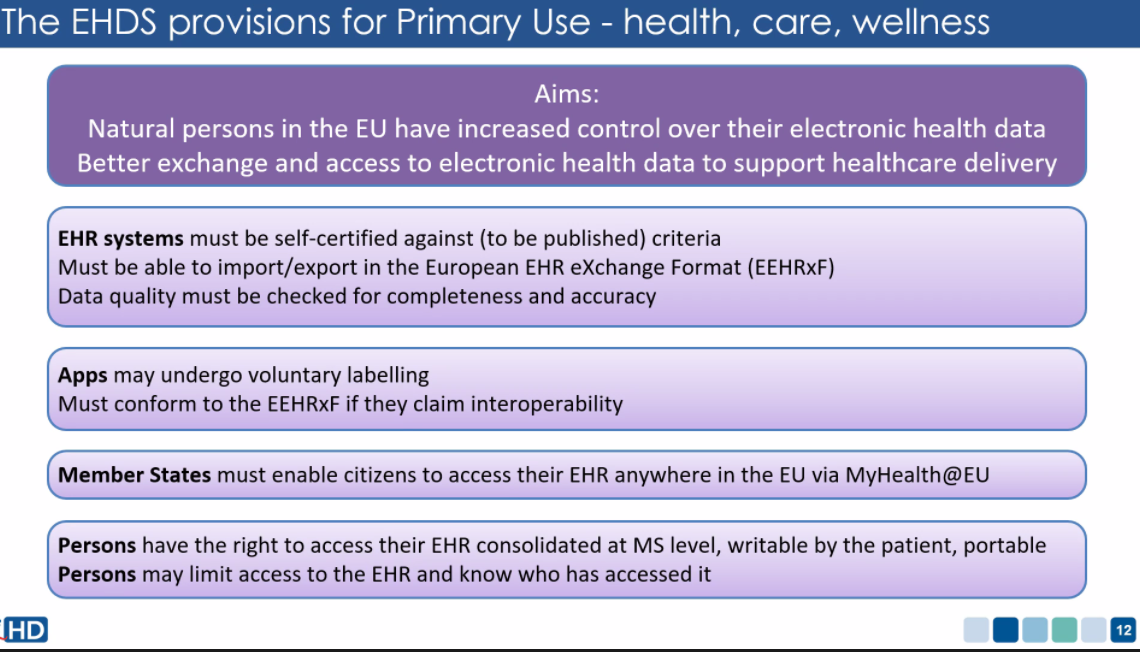 The EHDS provisions for Primary Use - health, care, wellness
Aims:
Natural persons in the EU have increased control over their electronic health data
Better exchange and access to electronic health data to support healthcare delivery
EHR systems must be self-certified against (to be published) criteria
Must be able to import/export in the European EHR eXchange Format (EEHRxF)
Data quality must be checked for completeness and accuracy
Apps may undergo voluntary labelling
Must conform to the EEHRxF if they claim interoperability
Member States must enable citizens to access their EHR anywhere in the EU via MyHealth@EU
Persons have the right to access their EHR consolidated at MS level, writable by the patient, portable
Persons may limit access to the EHR and know who has accessed it
HD
12